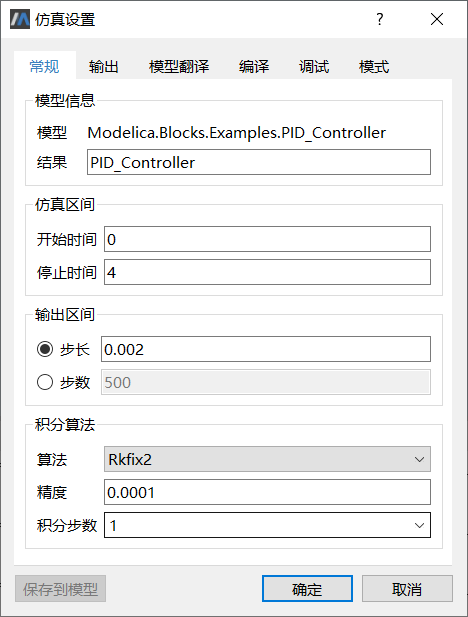 仿真设置 ?
常规 输出 模型翻译 编译 调试 模式
模型信息
模型 Modelica.Blocks.Examples.PID_Controller
结果 PID_Controller
仿真区间
开始时间 0
停止时间 4
输出区间
步长 0.002
步数 500
积分算法
算法 Rkfix2
精度 0.0001
积分步数 1
保存到模型 确定 取消